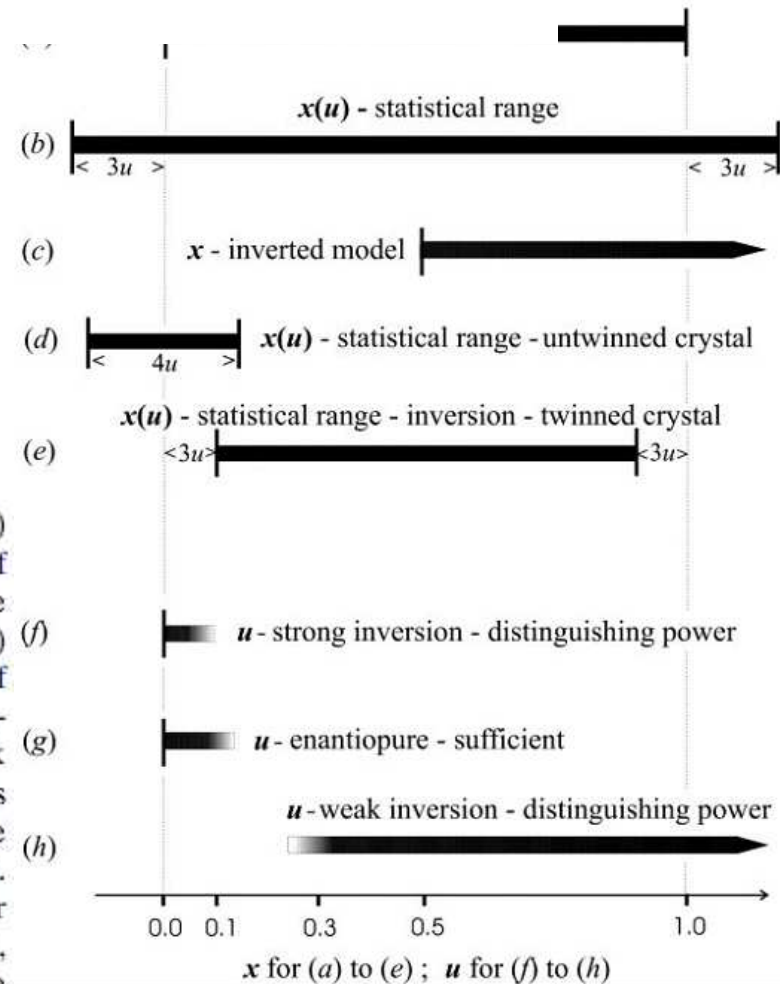 x(u) - statistical range
(b)
< 3u >
< 3u >
(c) x - inverted model
(d) x(u) - statistical range - untwinned crystal
< 4u >
x(u) - statistical range - inversion - twinned crystal
(e) <3u> <3u>
)
f
e
) (f) u - strong inversion - distinguishing power
f
-
(g) u - enantiopure - sufficient
k
s
u - weak inversion - distinguishing power
e (h)
.
r
,
0.0 0.1 0.3 0.5 1.0
x for (a) to (e) ; u for (f) to (h)